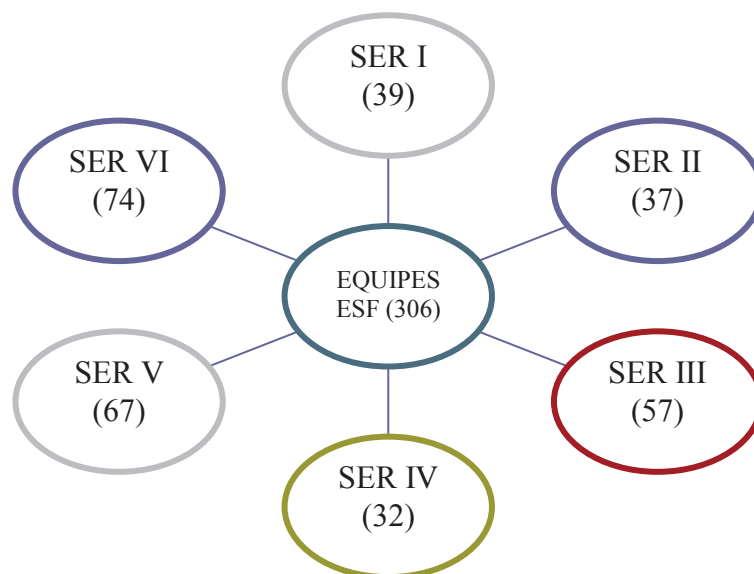 SER I
(39)
SER II
(37)
SER III
(57)
SER IV
(32)
SER V
(67)
SER VI
(74)
EQUIPES
ESF (306)